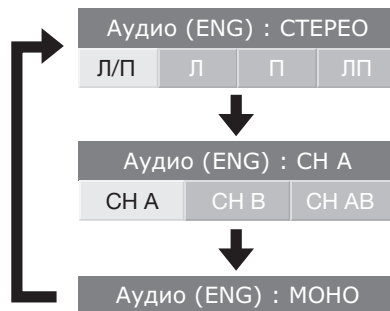 Аудио (ENG) : СТЕРЕО
Л/П Л П ЛП
Аудио (ENG) : CH A
CH A CH B CH AB
Аудио (ENG) : МОНО